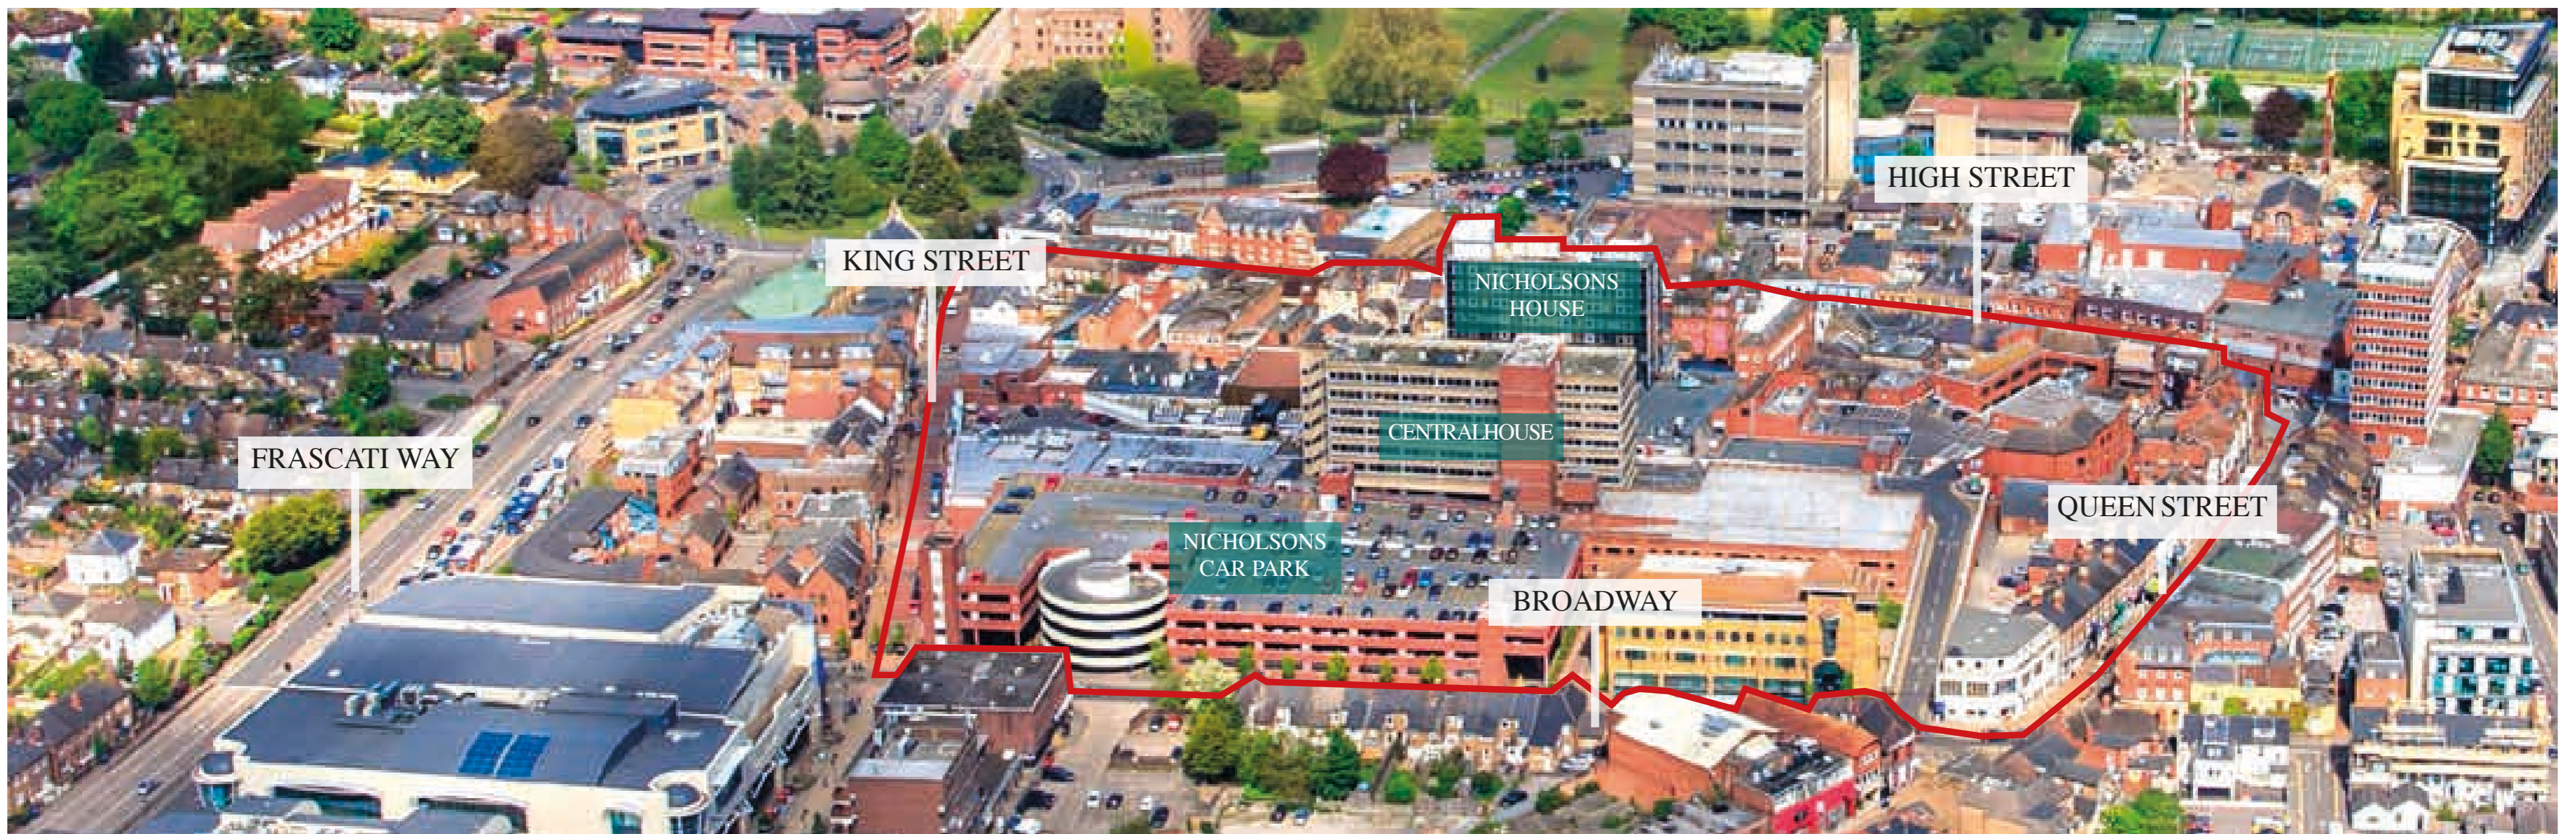 HIGH STREET
KING STREET
NICHOLSONS
HOUSE
CENTRALHOUSE
FRASCATI WAY
QUEEN STREET
NICHOLSONS
CAR PARK
BROADWAY